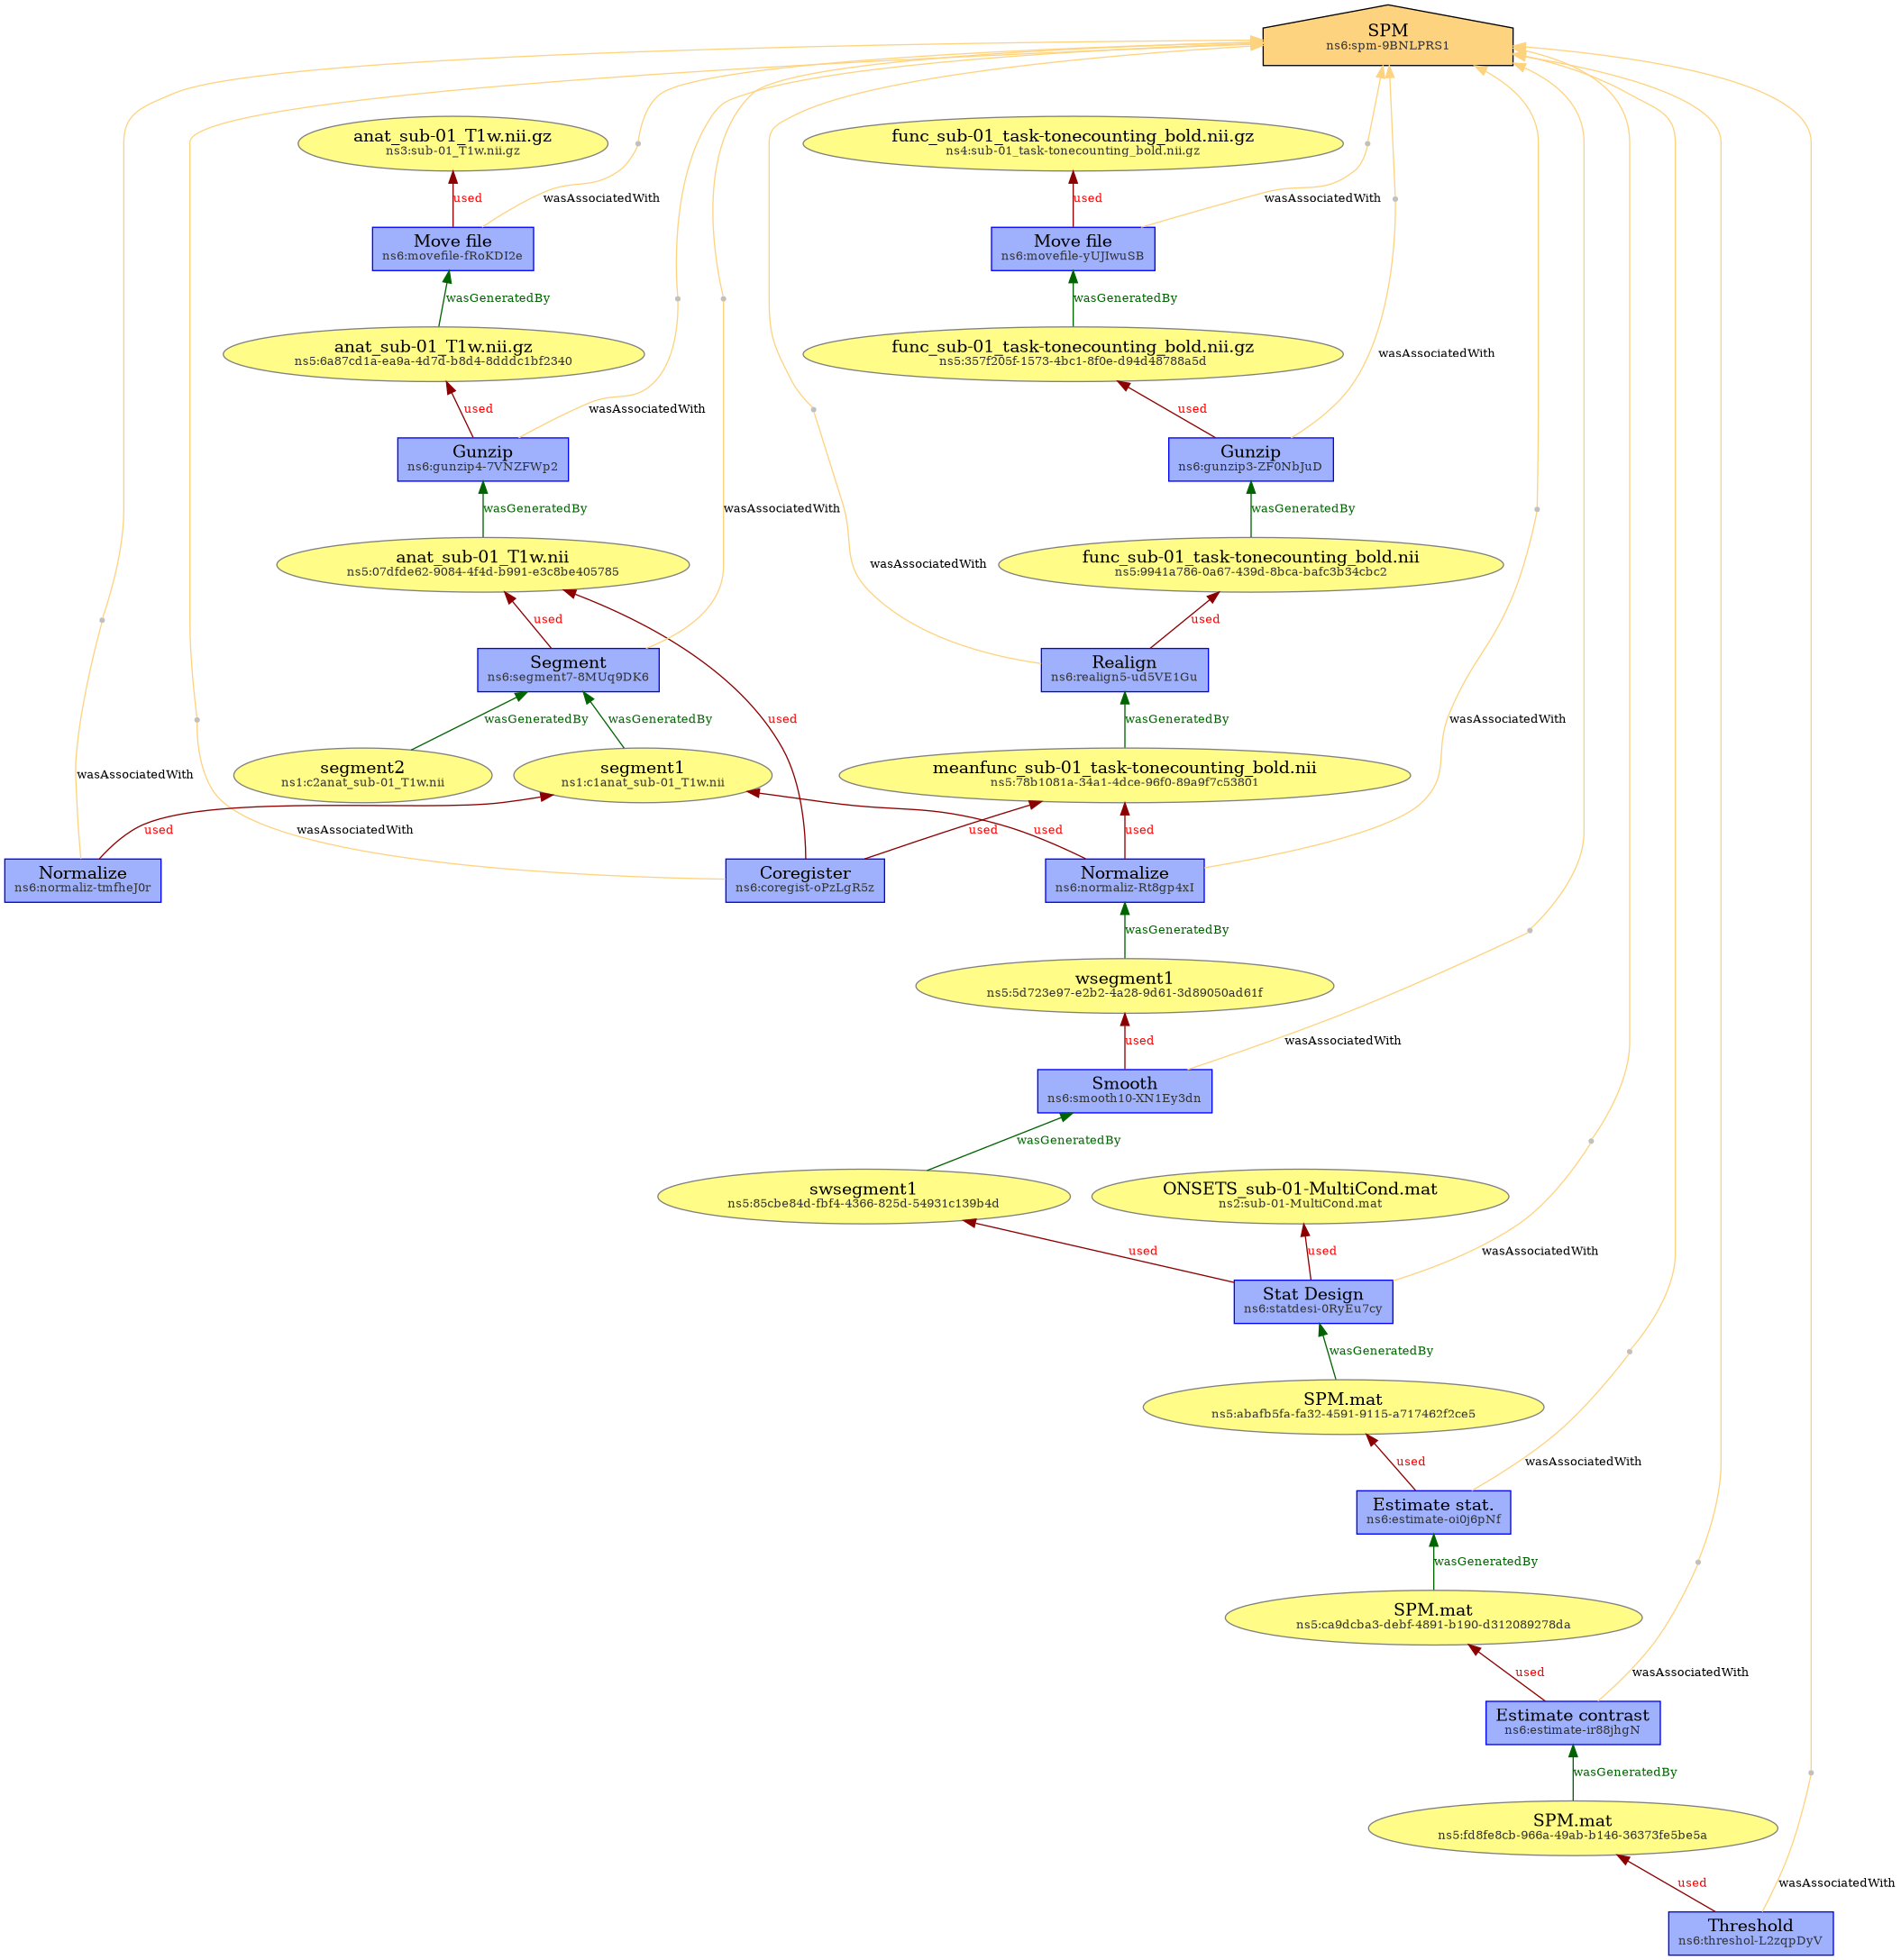 SPM
ns6:spm-9BNLPRS1
anat_sub-01_T1w.nii.gz
ns3:sub-01_T1w.nii.gz
func_sub-01_task-tonecounting_bold.nii.gz
ns4:sub-01_task-tonecounting_bold.nii.gz
used
wasAssociatedWith
used
wasAssociatedWith
Move file
ns6:movefile-fRoKDI2e
Move file
ns6:movefile-yUJIwuSB
wasGeneratedBy
wasGeneratedBy
anat_sub-01_T1w.nii.gz
ns5:6a87cd1a-ea9a-4d7d-b8d4-8dddc1bf2340
func_sub-01_task-tonecounting_bold.nii.gz
ns5:357f205f-1573-4bc1-8f0e-d94d48788a5d
wasAssociatedWith
used
wasAssociatedWith
used
Gunzip
ns6:gunzip4-7VNZFWp2
Gunzip
ns6:gunzip3-ZF0NbJuD
wasGeneratedBy
wasAssociatedWith
wasGeneratedBy
anat_sub-01_T1w.nii
ns5:07dfde62-9084-4f4d-b991-e3c8be405785
wasAssociatedWith
func_sub-01_task-tonecounting_bold.nii
ns5:9941a786-0a67-439d-8bca-bafc3b34cbc2
used
used
Segment
ns6:segment7-8MUq9DK6
Realign
ns6:realign5-ud5VE1Gu
wasGeneratedBy
wasGeneratedBy
used
wasGeneratedBy
wasAssociatedWith
wasAssociatedWith
segment2
ns1:c2anat_sub-01_T1w.nii
segment1
ns1:c1anat_sub-01_T1w.nii
meanfunc_sub-01_task-tonecounting_bold.nii
ns5:78b1081a-34a1-4dce-96f0-89a9f7c53801
used
wasAssociatedWith
used
used
used
Normalize
ns6:normaliz-tmfheJ0r
Coregister
ns6:coregist-oPzLgR5z
Normalize
ns6:normaliz-Rt8gp4xI
wasGeneratedBy
wsegment1
ns5:5d723e97-e2b2-4a28-9d61-3d89050ad61f
used
wasAssociatedWith
Smooth
ns6:smooth10-XN1Ey3dn
wasGeneratedBy
swsegment1
ns5:85cbe84d-fbf4-4366-825d-54931c139b4d
ONSETS_sub-01-MultiCond.mat
ns2:sub-01-MultiCond.mat
used
used
wasAssociatedWith
Stat Design
ns6:statdesi-0RyEu7cy
wasGeneratedBy
SPM.mat
ns5:abafb5fa-fa32-4591-9115-a717462f2ce5
used
wasAssociatedWith
Estimate stat.
ns6:estimate-oi0j6pNf
wasGeneratedBy
SPM.mat
ns5:ca9dcba3-debf-4891-b190-d312089278da
used
wasAssociatedWith
Estimate contrast
ns6:estimate-ir88jhgN
wasGeneratedBy
SPM.mat
ns5:fd8fe8cb-966a-49ab-b146-36373fe5be5a
used
wasAssociatedWith
Threshold
ns6:threshol-L2zqpDyV